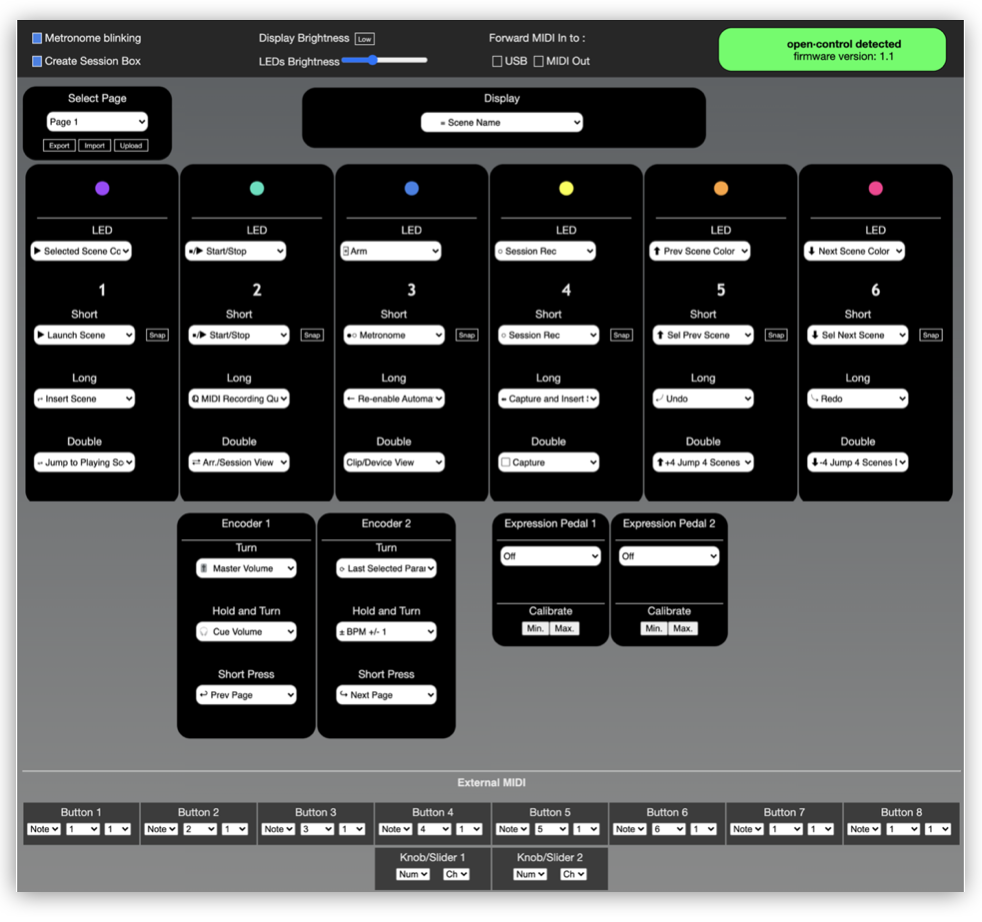 Metronome blinking
Display Brightness Low
Forward MIDI In to :
open-control detected
firmware version: 1.1
Create Session Box
LEDs Brightness
USB MIDI Out
Select Page
Page 1
Export Import Upload
Display
= Scene Name
LED LED LED LED LED LED
▶ Selected Scene Co
●/▶ Start/Stop
Arm
○ Session Rec
⬆ Prev Scene Color
⬇ Next Scene Color
1 2 3 4 5 6
Short Short Short Short Short Short
▶ Launch Scene Snap
●/▶ Start/Stop Snap
●○ Metronome Snap
○ Session Rec Snap
⬆ Sel Prev Scene Snap
⬇ Sel Next Scene Snap
Long Long Long Long Long Long
Insert Scene
Q MIDI Recording Qu
← Re-enable Automa
Capture and Insert S
Undo
Redo
Double Double Double Double Double Double
Jump to Playing Sc
⇄ Arr./Session View
Clip/Device View
Capture
⬆+4 Jump 4 Scenes
⬇-4 Jump 4 Scenes
Encoder 1
Turn
Master Volume
Hold and Turn
Cue Volume
Short Press
↩ Prev Page
Encoder 2
Turn
Last Selected Parar
Hold and Turn
± BPM +/- 1
Short Press
↪ Next Page
Expression Pedal 1
Off
Calibrate
Min. Max.
Expression Pedal 2
Off
Calibrate
Min. Max.
External MIDI
Button 1
Note 1 1
Button 2
Note 2 1
Button 3
Note 3 1
Button 4
Note 4 1
Button 5
Note 5 1
Button 6
Note 6 1
Button 7
Note 1 1
Button 8
Note 1 1
Knob/Slider 1
Num Ch
Knob/Slider 2
Num Ch